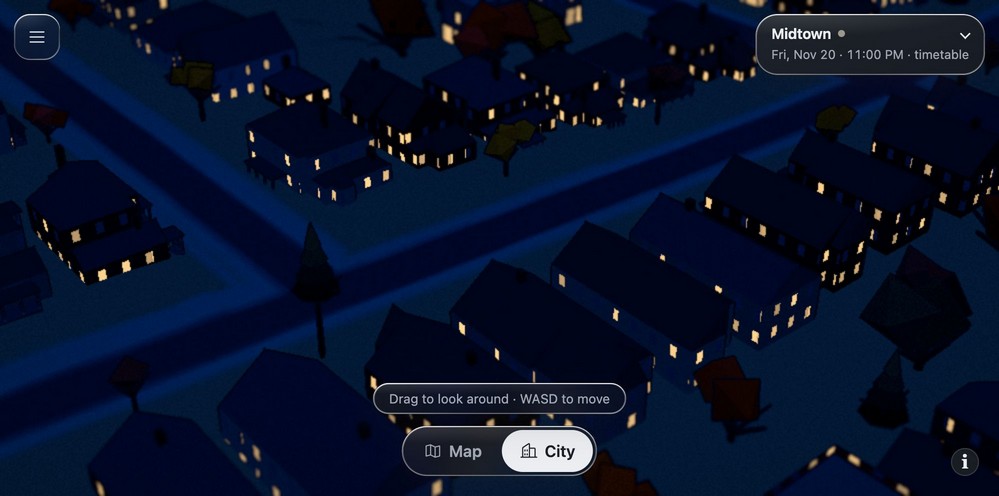 Midtown
Fri, Nov 20 · 11:00 PM · timetable
Drag to look around · WASD to move
Map
City
i